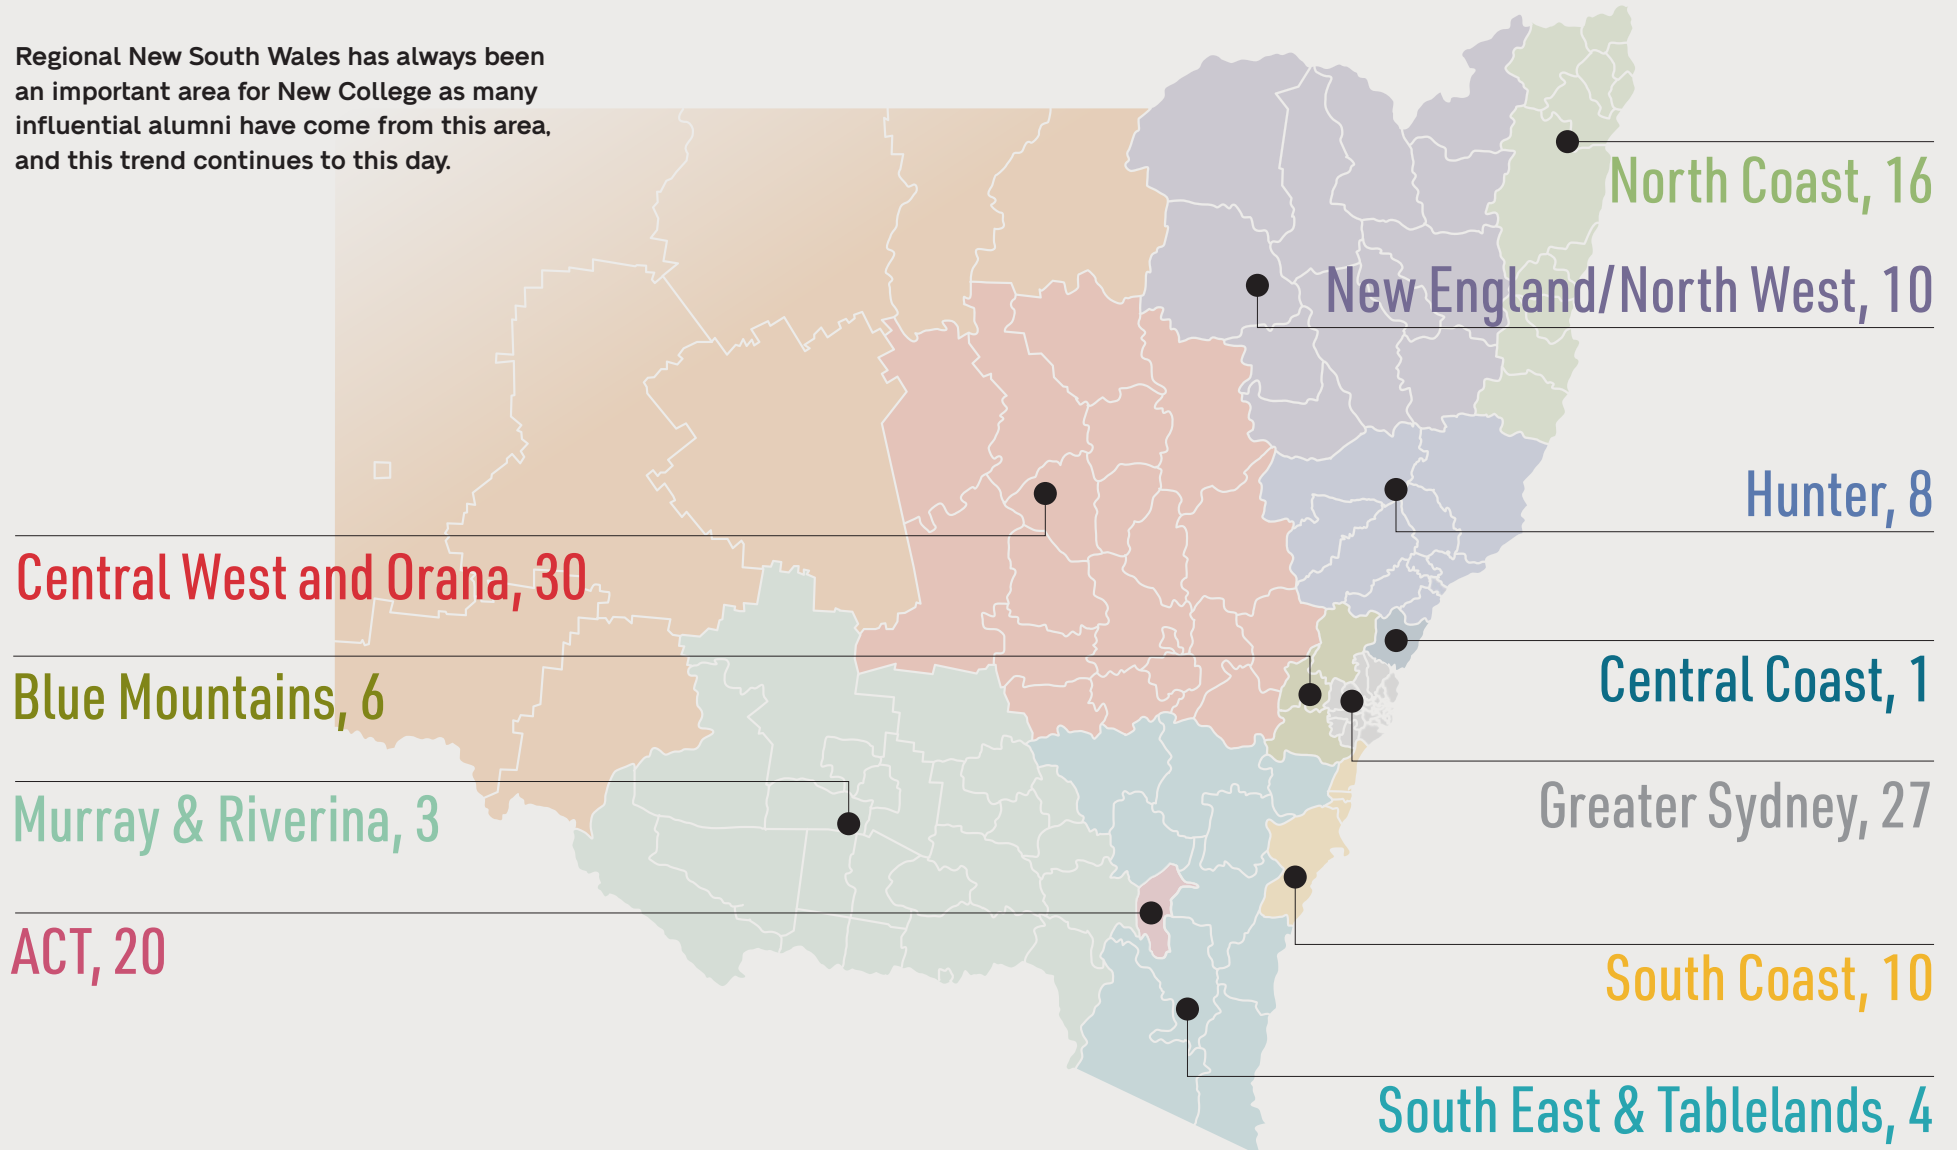 Regional New South Wales has always been
an important area for New College as many
influential alumni have come from this area,
and this trend continues to this day.
North Coast, 16
New England/North West, 10
Hunter, 8
Central West and Orana, 30
Central Coast, 1
Blue Mountains, 6
Greater Sydney, 27
Murray & Riverina, 3
ACT, 20
South Coast, 10
South East & Tablelands, 4